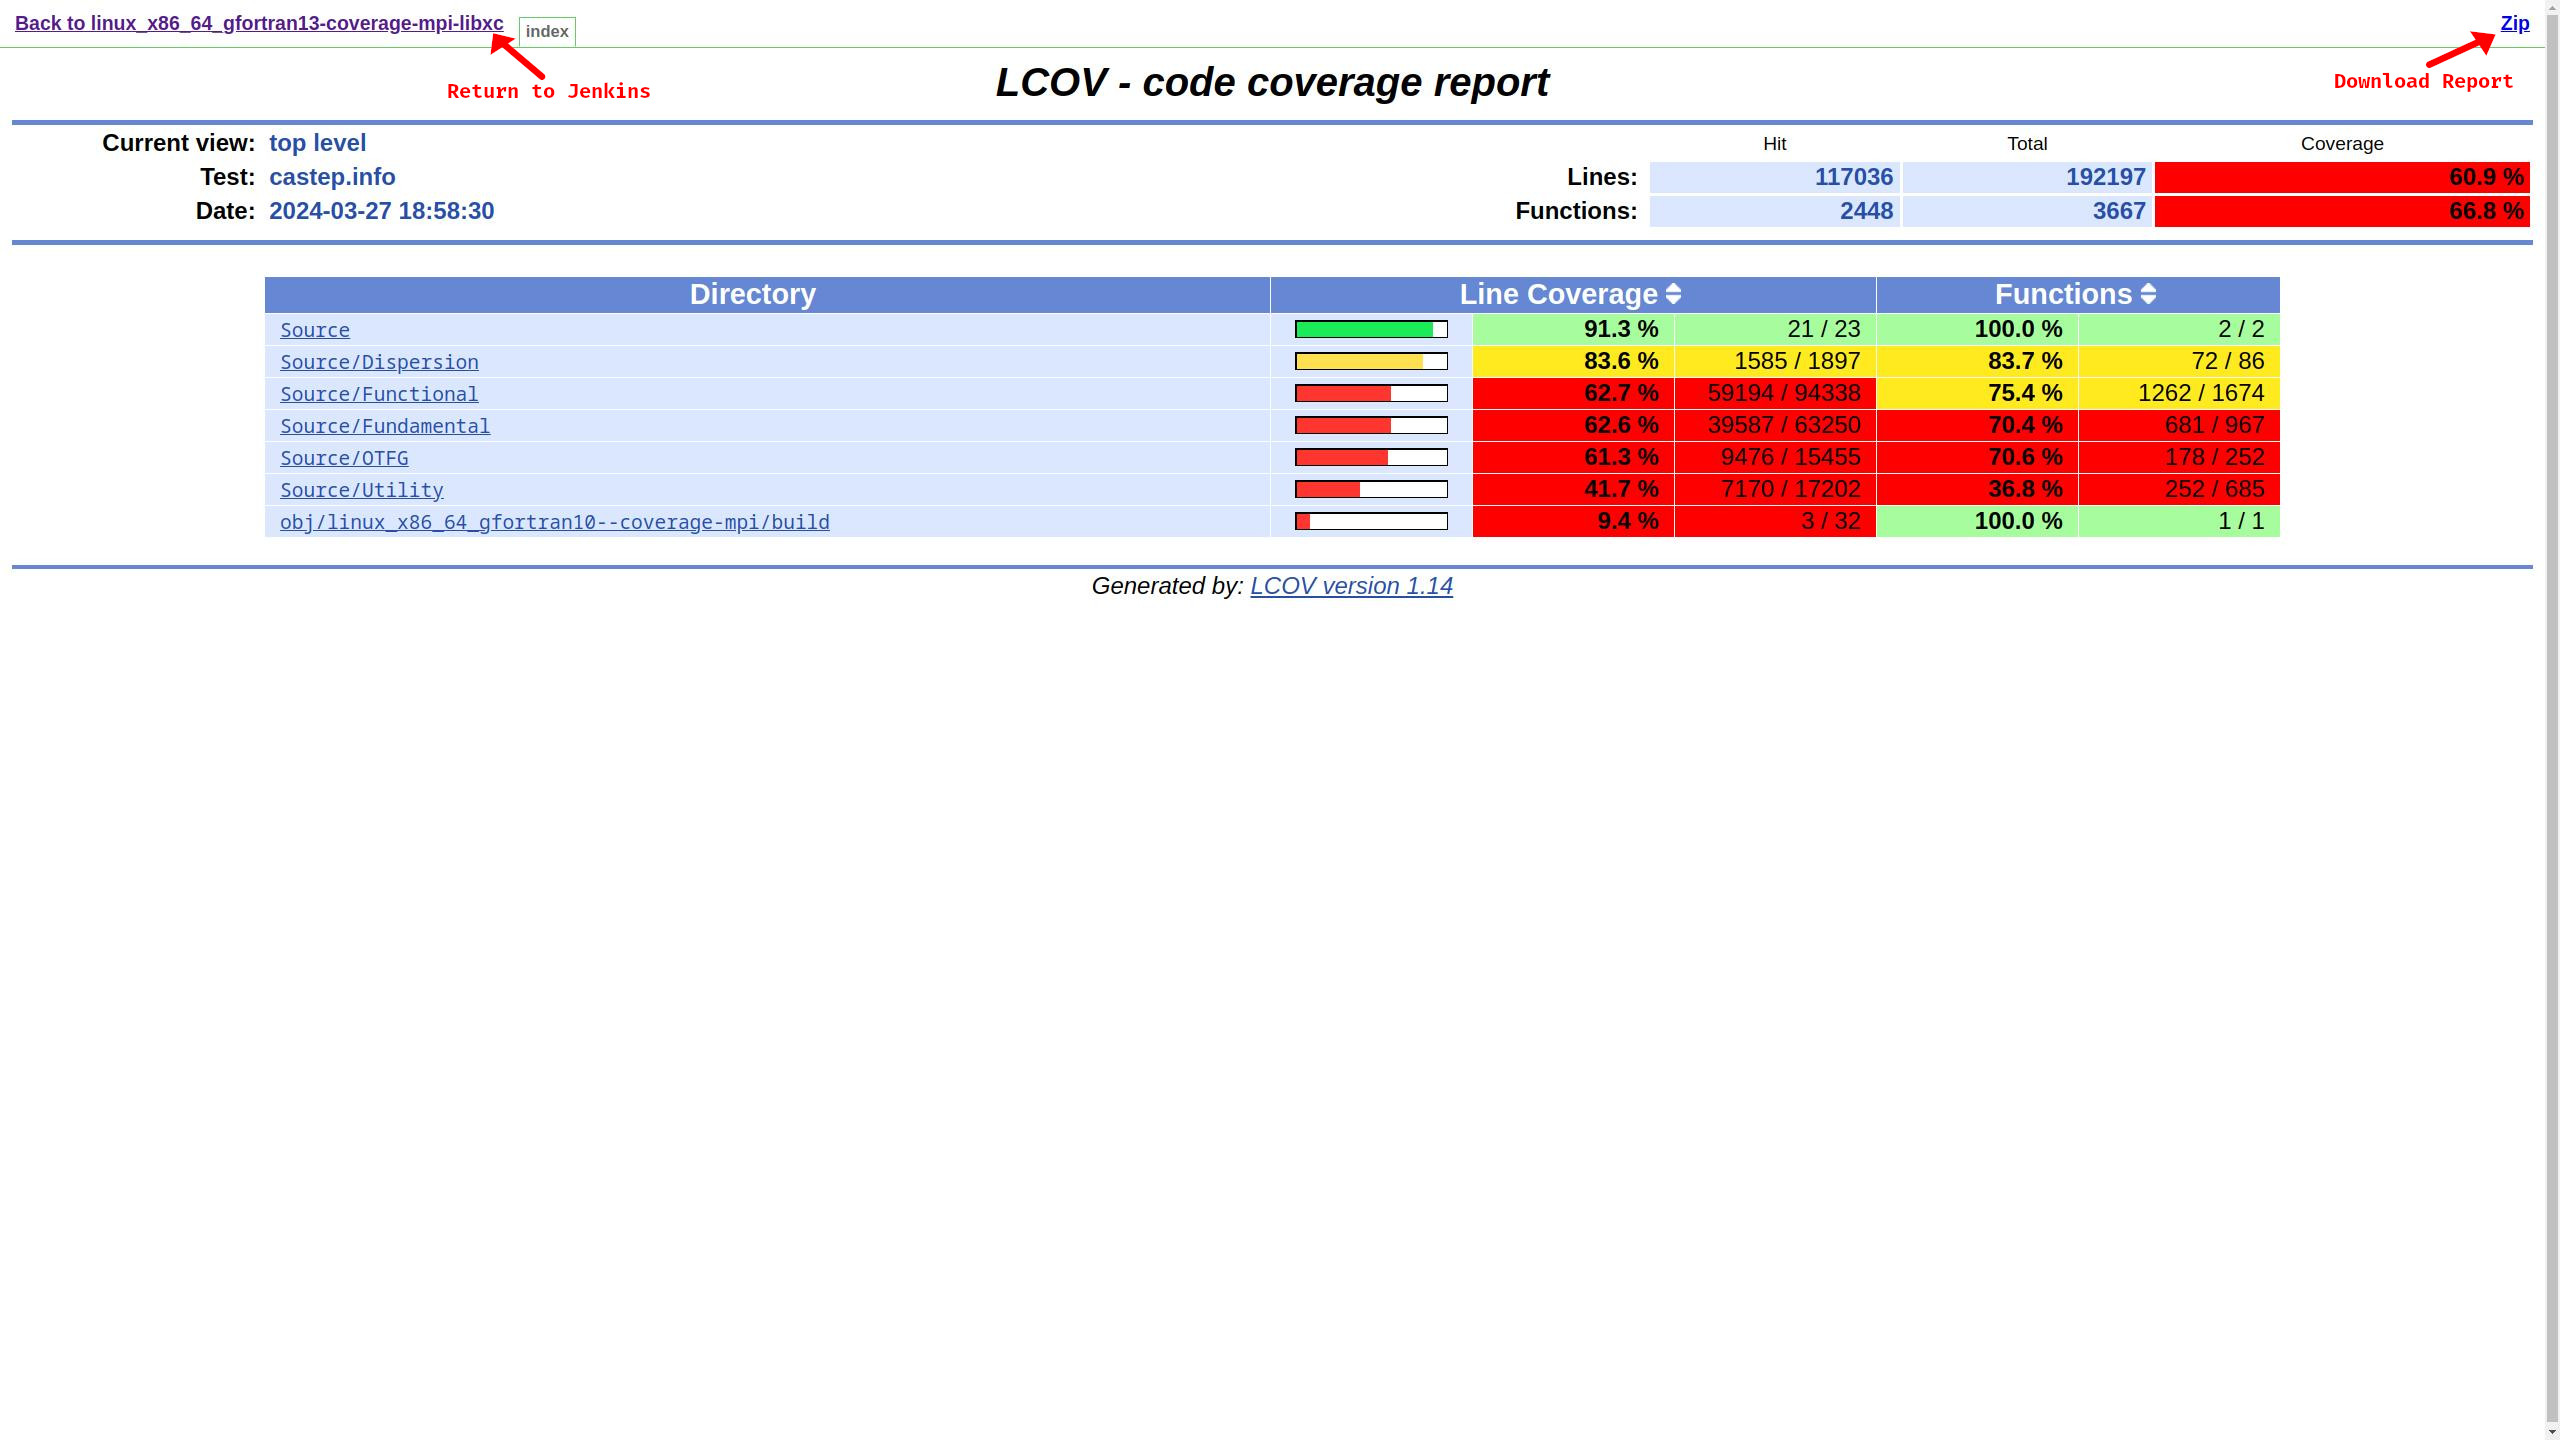 Back to linux_x86_64_gfortran13-coverage-mpi-libxc index Zip
Return to Jenkins Download Report
LCOV - code coverage report
Current view: top level Hit Total Coverage
Test: castep.info Lines: 117036 192197 60.9 %
Date: 2024-03-27 18:58:30 Functions: 2448 3667 66.8 %
Directory Line Coverage Functions
Source 91.3 % 21 / 23 100.0 % 2 / 2
Source/Dispersion 83.6 % 1585 / 1897 83.7 % 72 / 86
Source/Functional 62.7 % 59194 / 94338 75.4 % 1262 / 1674
Source/Fundamental 62.6 % 39587 / 63250 70.4 % 681 / 967
Source/OTFG 61.3 % 9476 / 15455 70.6 % 178 / 252
Source/Utility 41.7 % 7170 / 17202 36.8 % 252 / 685
obj/linux_x86_64_gfortran10--coverage-mpi/build 9.4 % 3 / 32 100.0 % 1 / 1
Generated by: LCOV version 1.14